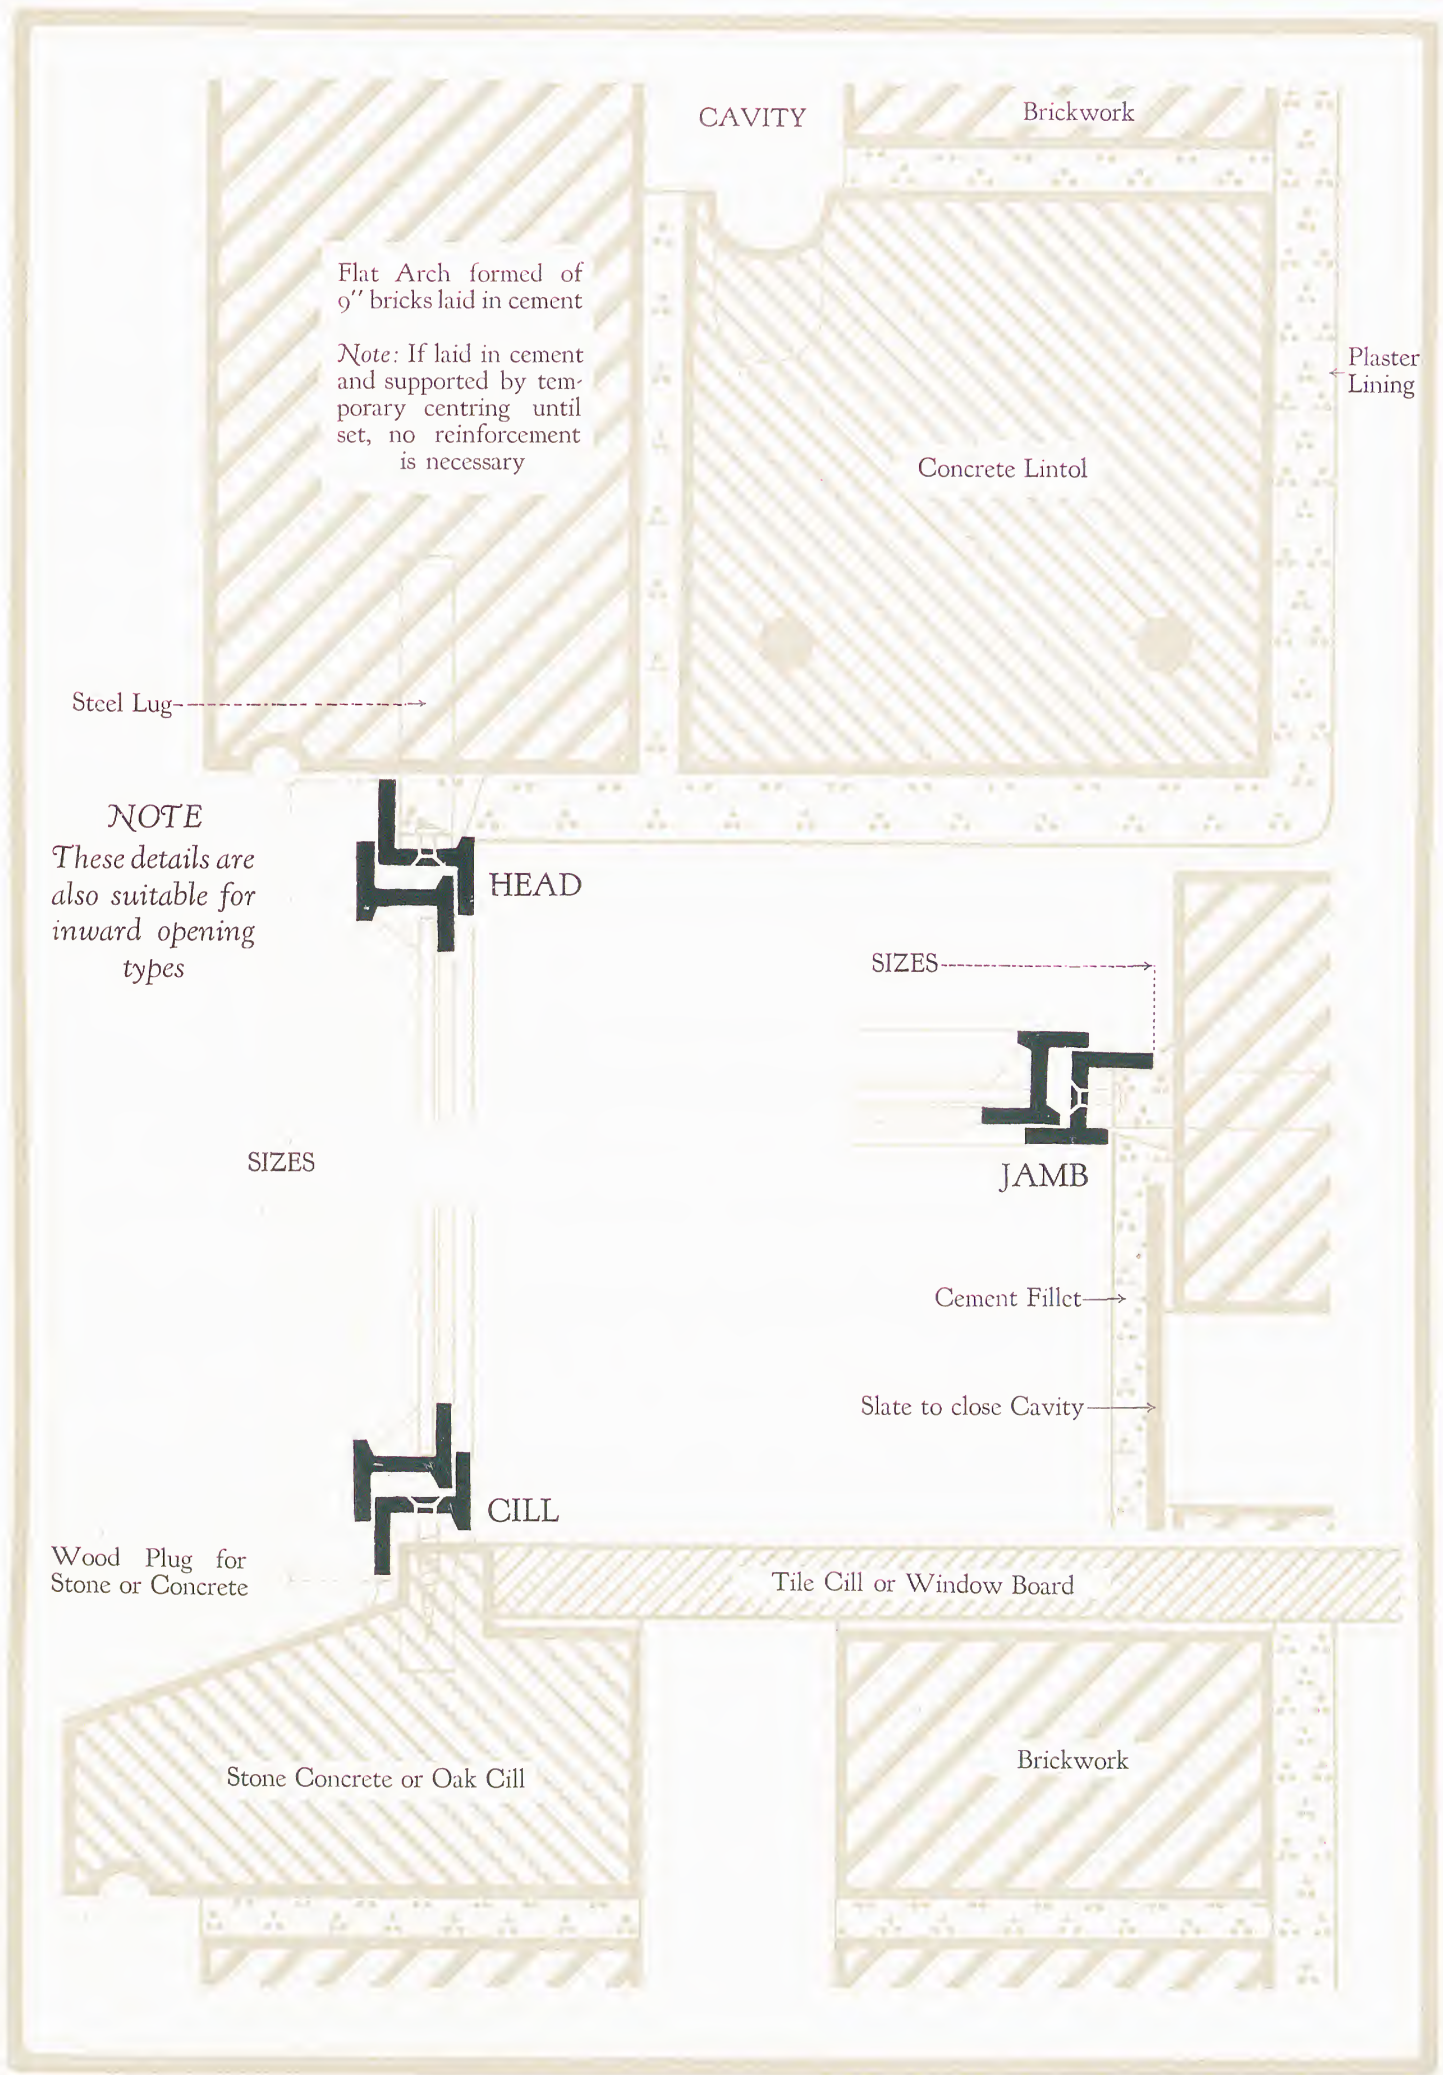 CAVITY
Brickwork
Flat Arch formed of
9" bricks laid in cement
Note: If laid in cement
and supported by tem-
porary centring until
set, no reinforcement
is necessary
Plaster
Lining
Concrete Lintol
Steel Lug
NOTE
These details are
also suitable for
inward opening
types
HEAD
SIZES
SIZES
JAMB
Cement Fillet
Slate to close Cavity
CILL
Wood Plug for
Stone or Concrete
Tile Cill or Window Board
Stone Concrete or Oak Cill
Brickwork